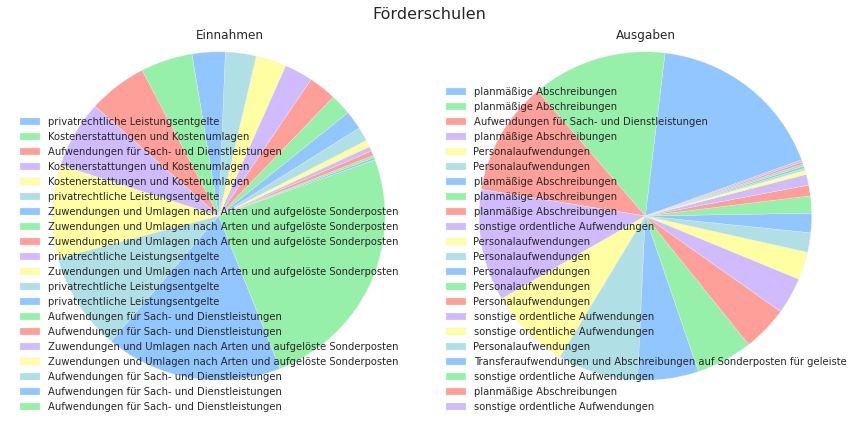 Förderschulen
Einnahmen
privatrechtliche Leistungsentgelte
Kostenerstattungen und Kostenumlagen
Aufwendungen für Sach- und Dienstleistungen
Kostenerstattungen und Kostenumlagen
Kostenerstattungen und Kostenumlagen
privatrechtliche Leistungsentgelte
Zuwendungen und Umlagen nach Arten und aufgelöste Sonderposten
Zuwendungen und Umlagen nach Arten und aufgelöste Sonderposten
Zuwendungen und Umlagen nach Arten und aufgelöste Sonderposten
privatrechtliche Leistungsentgelte
Zuwendungen und Umlagen nach Arten und aufgelöste Sonderposten
privatrechtliche Leistungsentgelte
privatrechtliche Leistungsentgelte
Aufwendungen für Sach- und Dienstleistungen
Aufwendungen für Sach- und Dienstleistungen
Zuwendungen und Umlagen nach Arten und aufgelöste Sonderposten
Zuwendungen und Umlagen nach Arten und aufgelöste Sonderposten
Aufwendungen für Sach- und Dienstleistungen
Aufwendungen für Sach- und Dienstleistungen
Aufwendungen für Sach- und Dienstleistungen
Ausgaben
planmäßige Abschreibungen
planmäßige Abschreibungen
Aufwendungen für Sach- und Dienstleistungen
planmäßige Abschreibungen
Personalaufwendungen
Personalaufwendungen
planmäßige Abschreibungen
planmäßige Abschreibungen
planmäßige Abschreibungen
sonstige ordentliche Aufwendungen
Personalaufwendungen
Personalaufwendungen
Personalaufwendungen
Personalaufwendungen
Personalaufwendungen
sonstige ordentliche Aufwendungen
sonstige ordentliche Aufwendungen
Personalaufwendungen
Transferaufwendungen und Abschreibungen auf Sonderposten für geleiste
sonstige ordentliche Aufwendungen
planmäßige Abschreibungen
sonstige ordentliche Aufwendungen